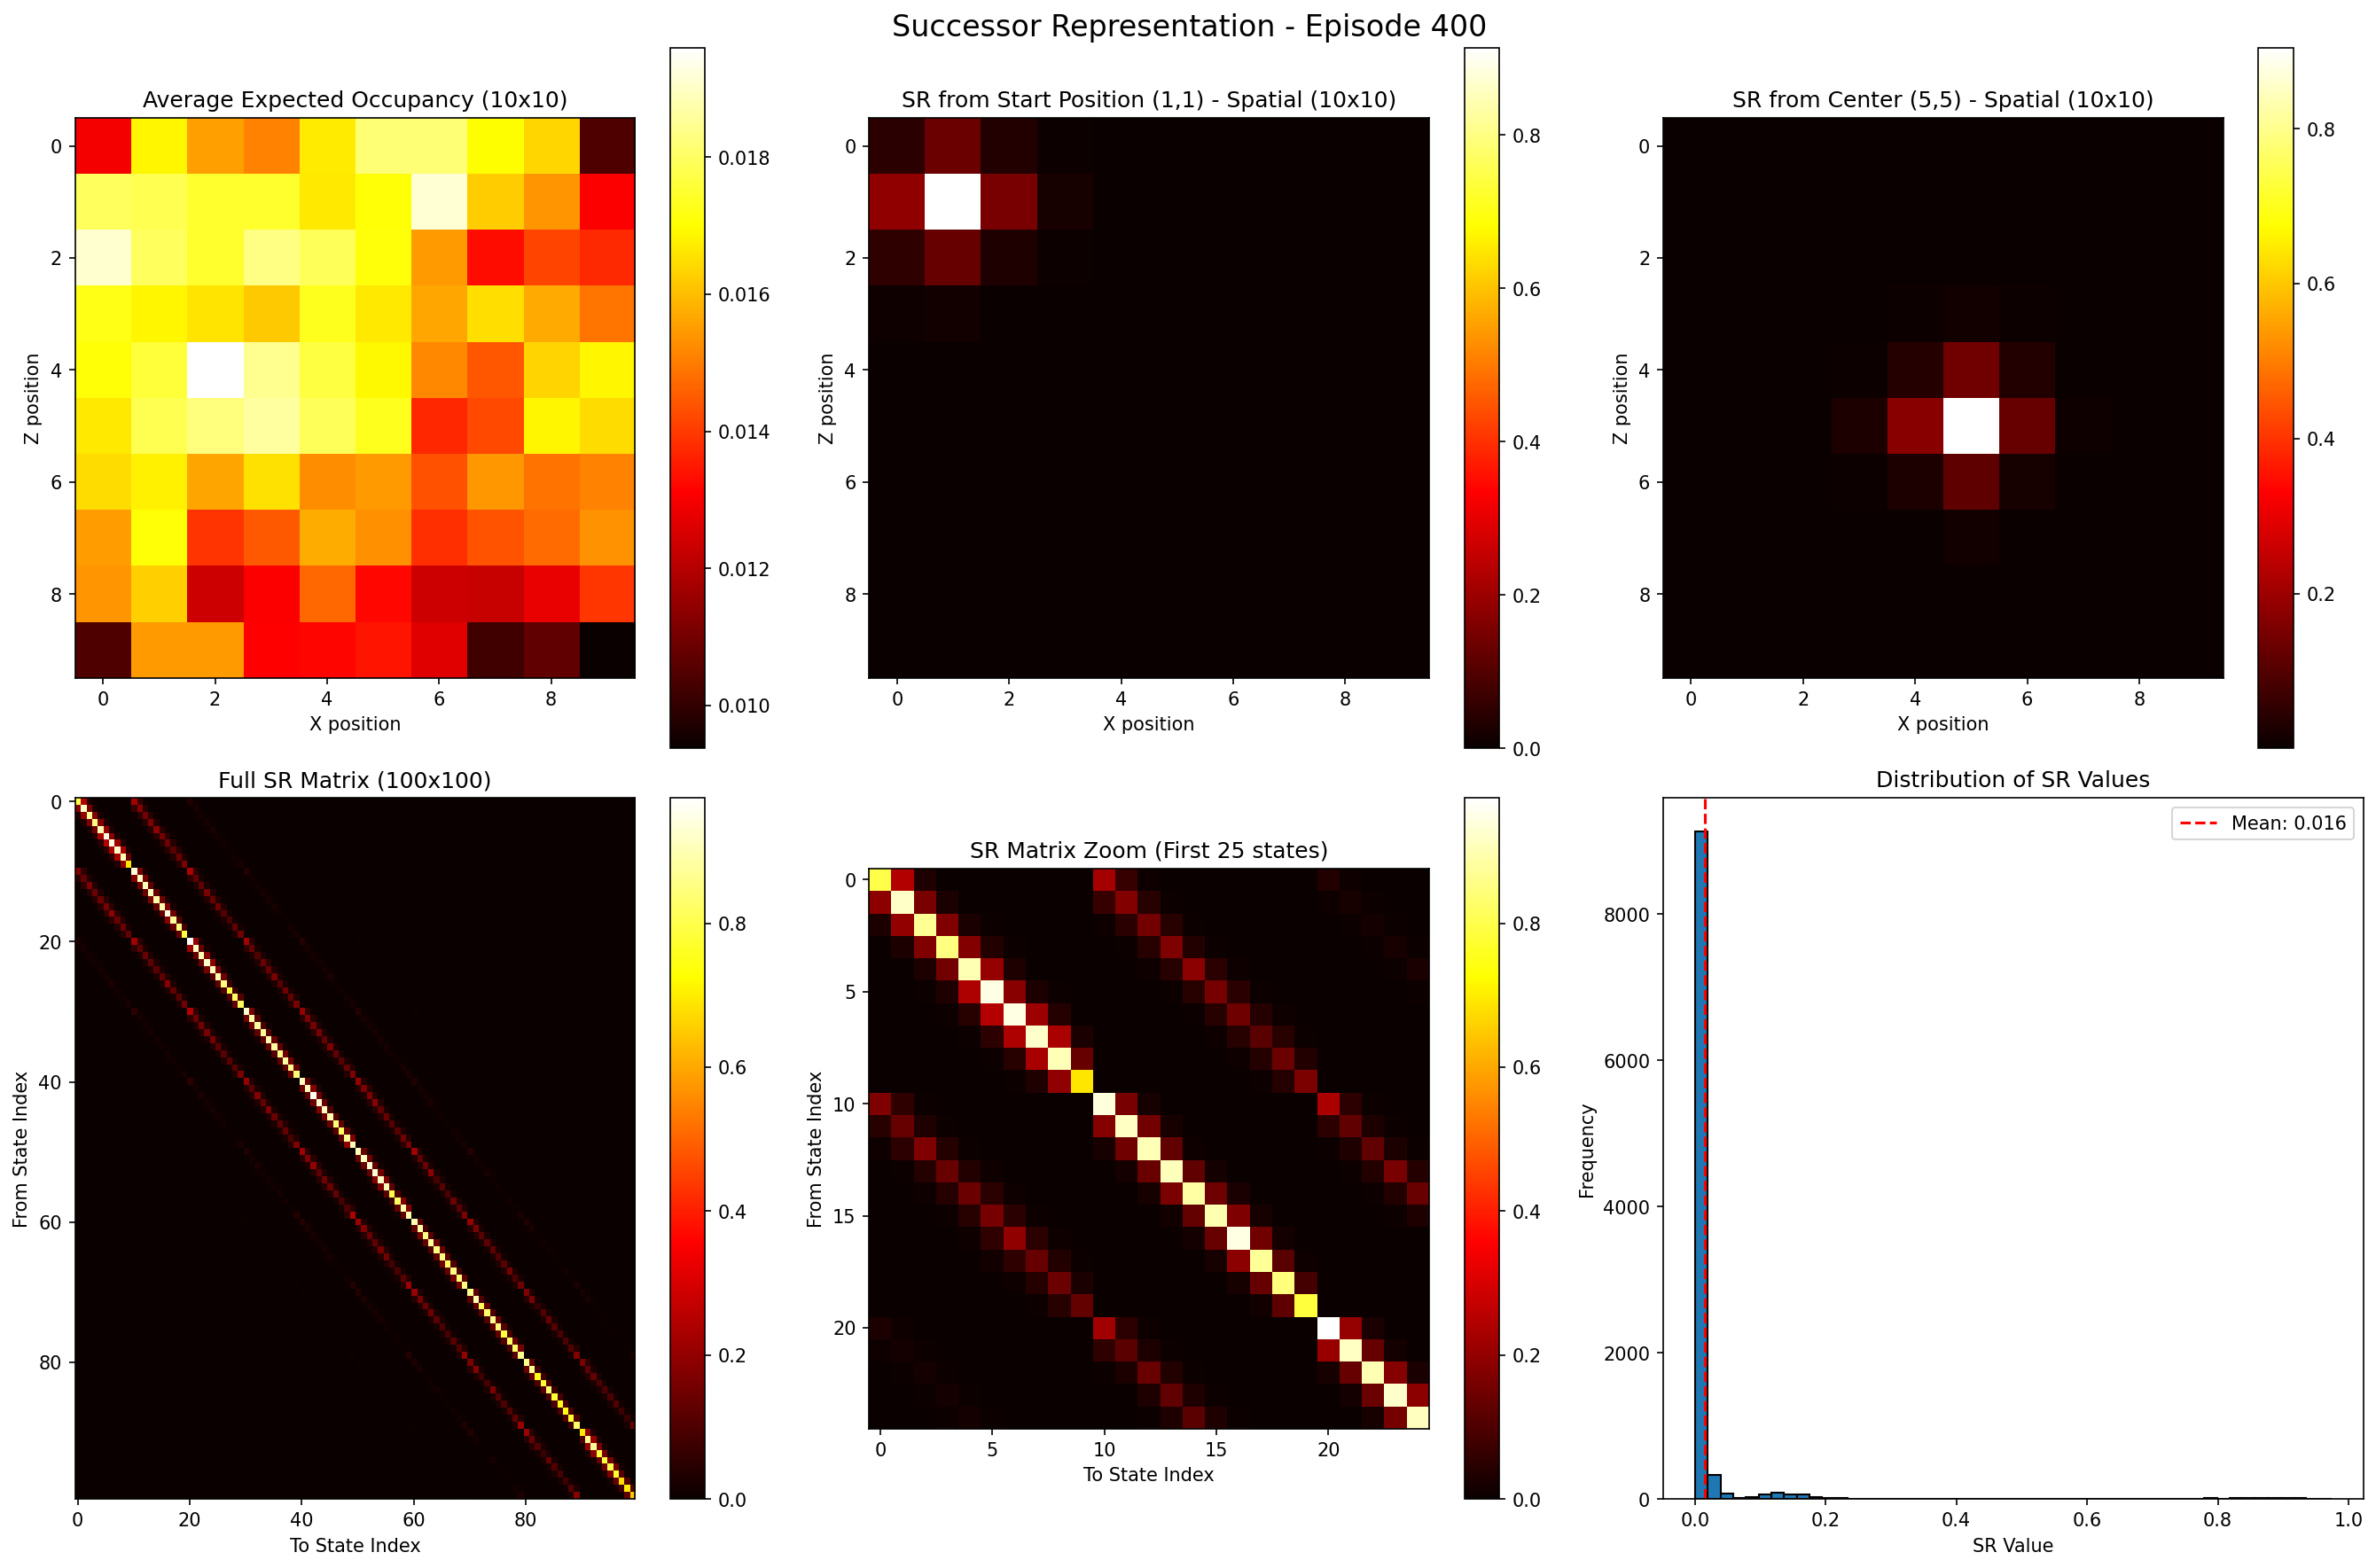 Successor Representation - Episode 400
Average Expected Occupancy (10x10)
0
2
4
6
8
Z position
0 2 4 6 8
X position
0.018
0.016
0.014
0.012
0.010
SR from Start Position (1,1) - Spatial (10x10)
0
2
4
6
8
Z position
0 2 4 6 8
X position
0.8
0.6
0.4
0.2
0.0
SR from Center (5,5) - Spatial (10x10)
0
2
4
6
8
Z position
0 2 4 6 8
X position
0.8
0.6
0.4
0.2
Full SR Matrix (100x100)
0
20
40
60
80
From State Index
0 20 40 60 80
To State Index
0.8
0.6
0.4
0.2
0.0
SR Matrix Zoom (First 25 states)
0
5
10
15
20
From State Index
0 5 10 15 20
To State Index
0.8
0.6
0.4
0.2
0.0
Distribution of SR Values
Mean: 0.016
8000
6000
4000
2000
0
Frequency
0.0 0.2 0.4 0.6 0.8 1.0
SR Value